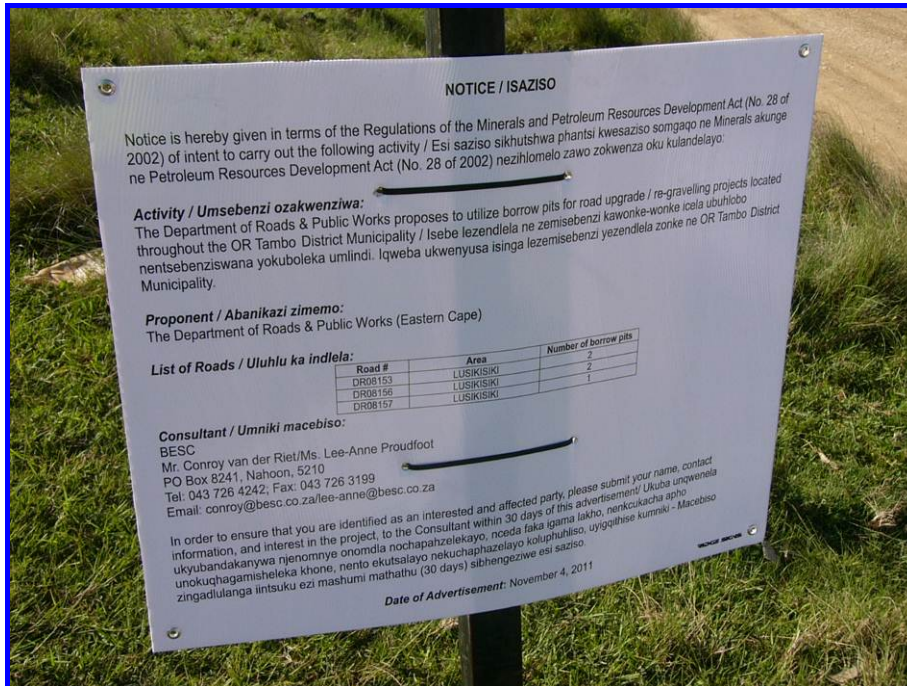 NOTICE / ISAZISO
Notice is hereby given in terms of the Regulations of the Minerals and Petroleum Resources Development Act (No. 28 of
2002) of intent to carry out the following activity / Esi saziso sikhutshwa phantsi kwesaziso somgaqo ne Minerals akunge
ne Petroleum Resources Development Act (No. 28 of 2002) nezihlomelo zawo zokwenza oku kulandelayo:
Activity / Umsebenzi ozakwenziwa:
The Department of Roads & Public Works proposes to utilize borrow pits for road upgrade / re-gravelling projects located
throughout the OR Tambo District Municipality / Isebe lezendlela ne zemisebenzi kawonke-wonke icela ubuhlobo
nentsebenziswana yokuboleka umlindi. Iqweba ukwenyusa isinga lezemisebenzi yezendlela zonke ne OR Tambo District
Municipality.
Proponent / Abanikazi zimemo:
The Department of Roads & Public Works (Eastern Cape)
List of Roads / Uluhlu ka indlela:
Road # Area Number of borrow pits
DR08153 LUSIKISIKI 2
DR08156 LUSIKISIKI 2
DR08157 LUSIKISIKI 1
Consultant / Umniki macebiso:
BESC
Mr. Conroy van der Riet/Ms. Lee-Anne Proudfoot
PO Box 8241, Nahoon, 5210
Tel: 043 726 4242; Fax: 043 726 3199
Email: conroy@besc.co.za/lee-anne@besc.co.za
In order to ensure that you are identified as an interested and affected party, please submit your name, contact
information, and interest in the project, to the Consultant within 30 days of this advertisement/ Ukuba unqwenela
ukyubandakanywa njenomnye onomdla nochapahzelekayo, nceda faka igama lakho, nenkcukacha apho
unokuqhagamisheleka khone, nento ekutsalayo nekuchaphazelayo koluphuhliso, uyigqithise kumniki - Macebiso
zingadlulanga iintsuku ezi mashumi mathathu (30 days) sibhengeziwe esi saziso.
Date of Advertisement: November 4, 2011